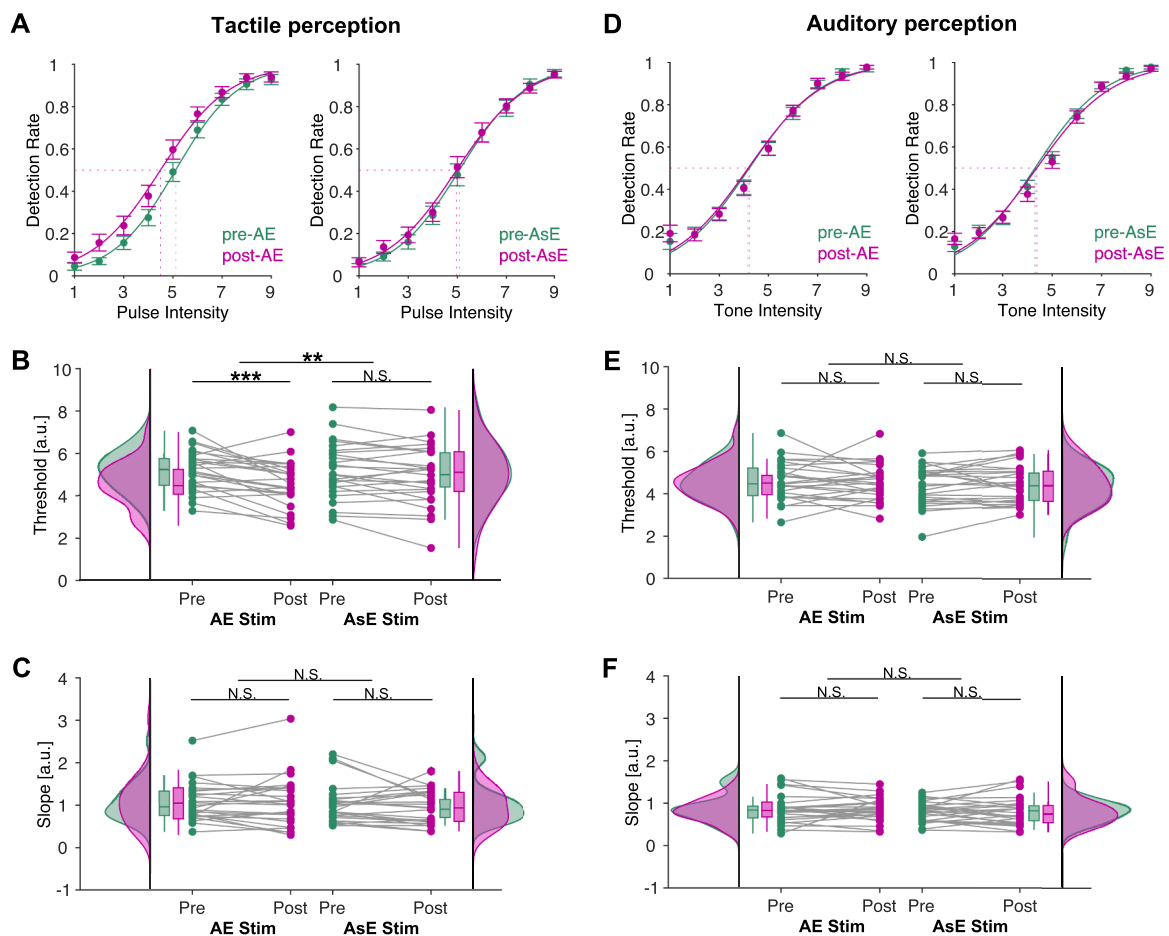 A
Tactile perception
D
Auditory perception
1
0.8
0.6
0.4
0.2
0
Detection Rate
pre-AE
post-AE
1 3 5 7 9
Pulse Intensity
1
0.8
0.6
0.4
0.2
0
Detection Rate
pre-AsE
post-AsE
1 3 5 7 9
Pulse Intensity
1
0.8
0.6
0.4
0.2
0
Detection Rate
pre-AE
post-AE
1 3 5 7 9
Tone Intensity
1
0.8
0.6
0.4
0.2
0
Detection Rate
pre-AsE
post-AsE
1 3 5 7 9
Tone Intensity
B
**
*** N.S.
10
8
6
4
2
0
Threshold [a.u.]
Pre Post Pre Post
AE Stim AsE Stim
E
N.S.
N.S. N.S.
10
8
6
4
2
0
Threshold [a.u.]
Pre Post Pre Post
AE Stim AsE Stim
C
N.S.
N.S. N.S.
4
3
2
1
0
-1
Slope [a.u.]
Pre Post Pre Post
AE Stim AsE Stim
F
N.S.
N.S. N.S.
4
3
2
1
0
-1
Slope [a.u.]
Pre Post Pre Post
AE Stim AsE Stim